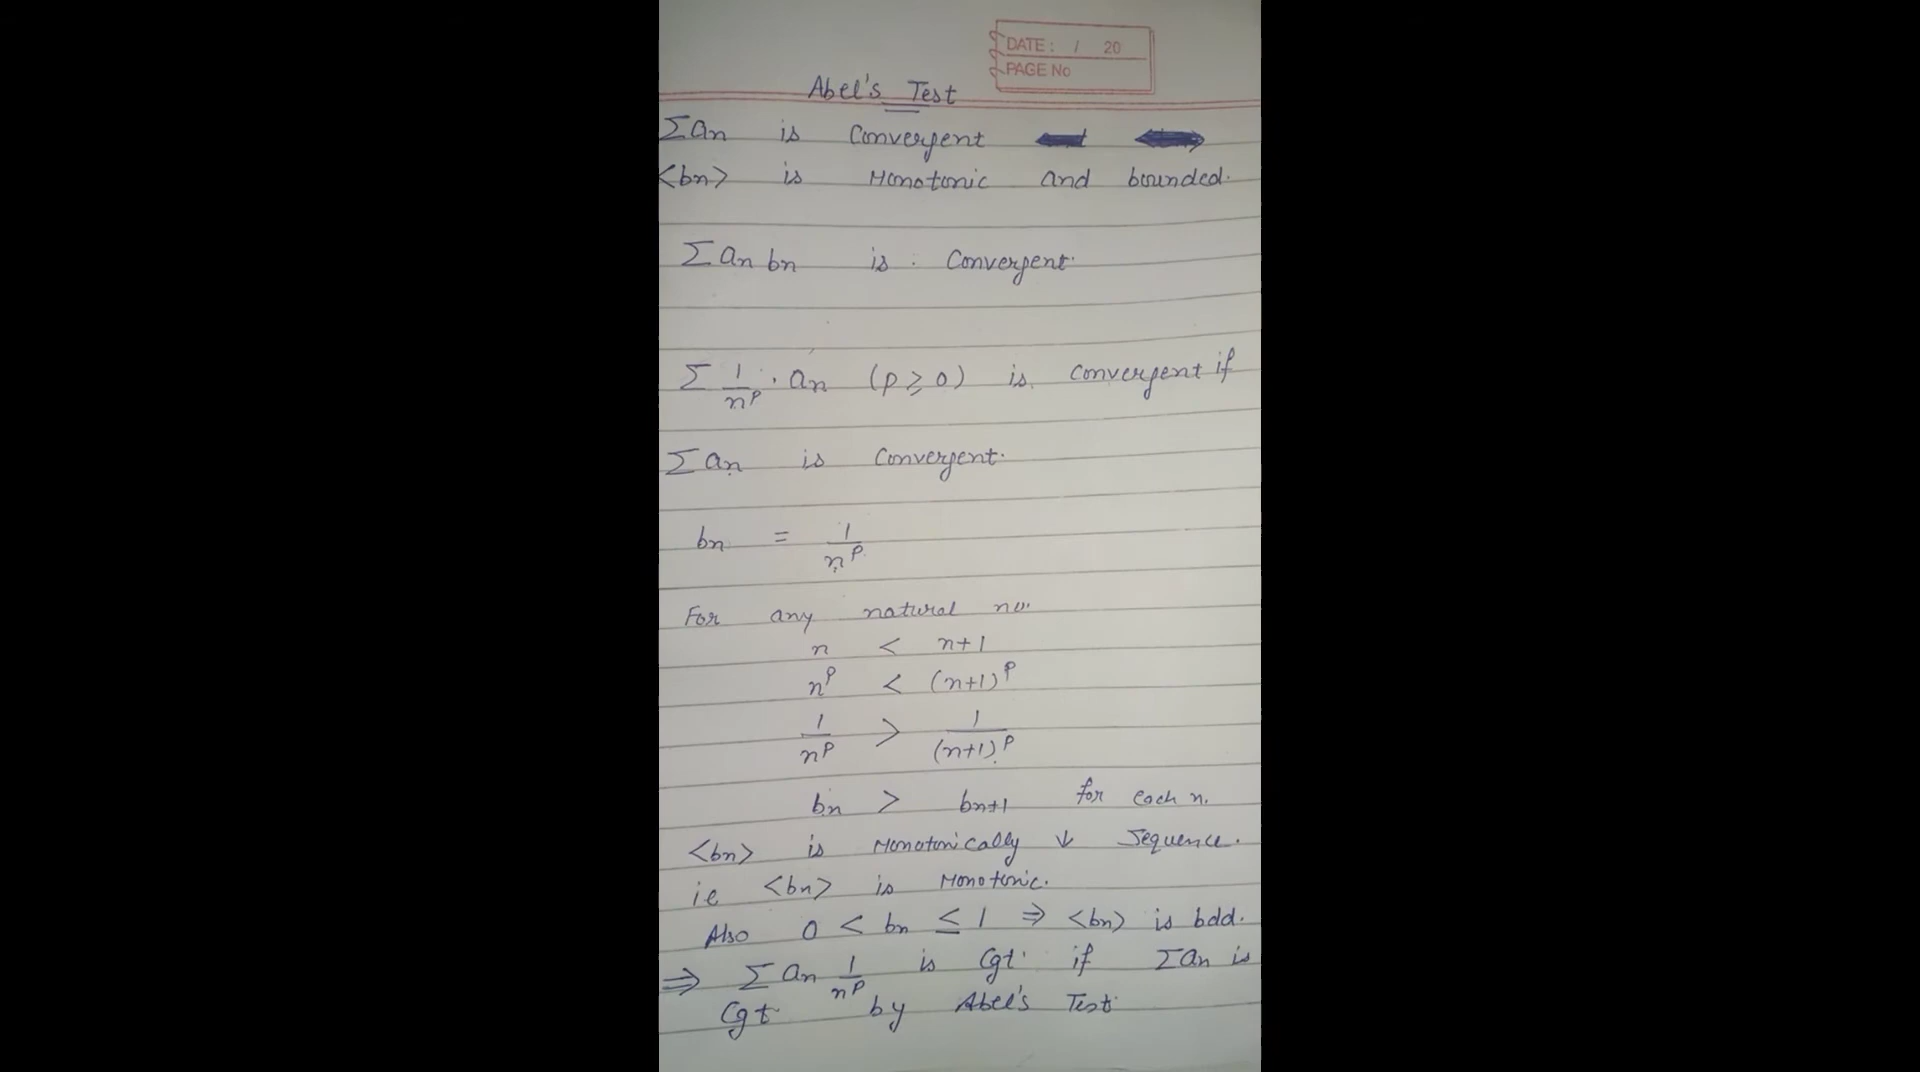 DATE: / 20
PAGE No
Abel's Test
Σan is Convergent
<bn> is Monotonic and bounded.
Σ an bn is. Convergent.
Σ 1/n^p . an (p ≥ 0) is convergent if
Σ an is Convergent.
bn = 1/n^p
For any natural no.
n < n+1
n^p < (n+1)^p
1/n^p > 1/(n+1)^p
bn > bn+1 for each n.
<bn> is Monotonically ↓ Sequence.
ie <bn> is Monotonic.
Also 0 < bn ≤ 1 ⇒ <bn> is bdd.
⇒ Σ an 1/n^p is Cgt. if Σan is
Cgt. by Abel's Test